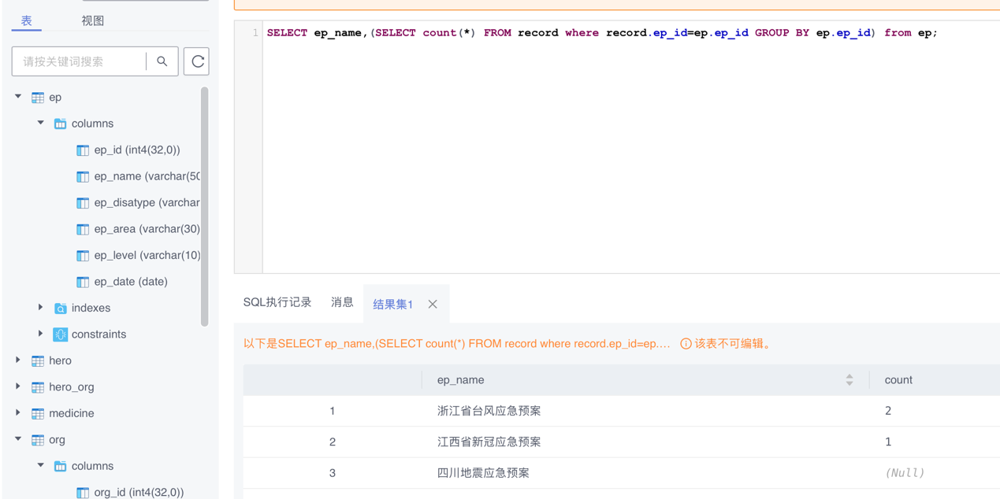 表 视图
请按关键词搜索
ep
columns
ep_id (int4(32,0))
ep_name (varchar(50
ep_disatype (varchar
ep_area (varchar(30)
ep_level (varchar(10)
ep_date (date)
indexes
constraints
hero
hero_org
medicine
org
columns
org_id (int4(32,0))
1 SELECT ep_name,(SELECT count(*) FROM record where record.ep_id=ep.ep_id GROUP BY ep.ep_id) from ep;
SQL执行记录 消息 结果集1
以下是SELECT ep_name,(SELECT count(*) FROM record where record.ep_id=ep.... 该表不可编辑。
ep_name count
1 浙江省台风应急预案 2
2 江西省新冠应急预案 1
3 四川地震应急预案 (Null)